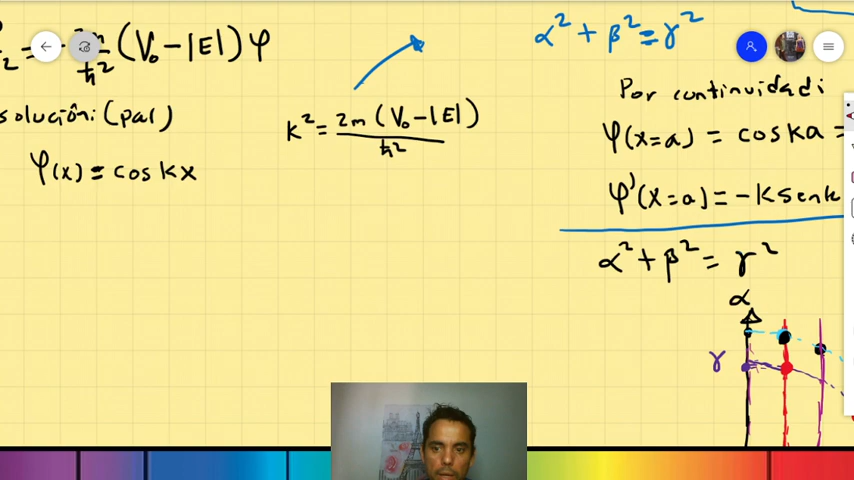 (V₀-|E|)φ
solución: (par)
φ(x) = cos kx
k² = 2m (V₀-|E|) / ħ²
α² + β² = γ²
Por continuidad:
φ(x=a) = cos ka =
φ'(x=a) = -k sen k
α² + β² = γ²
α
γ